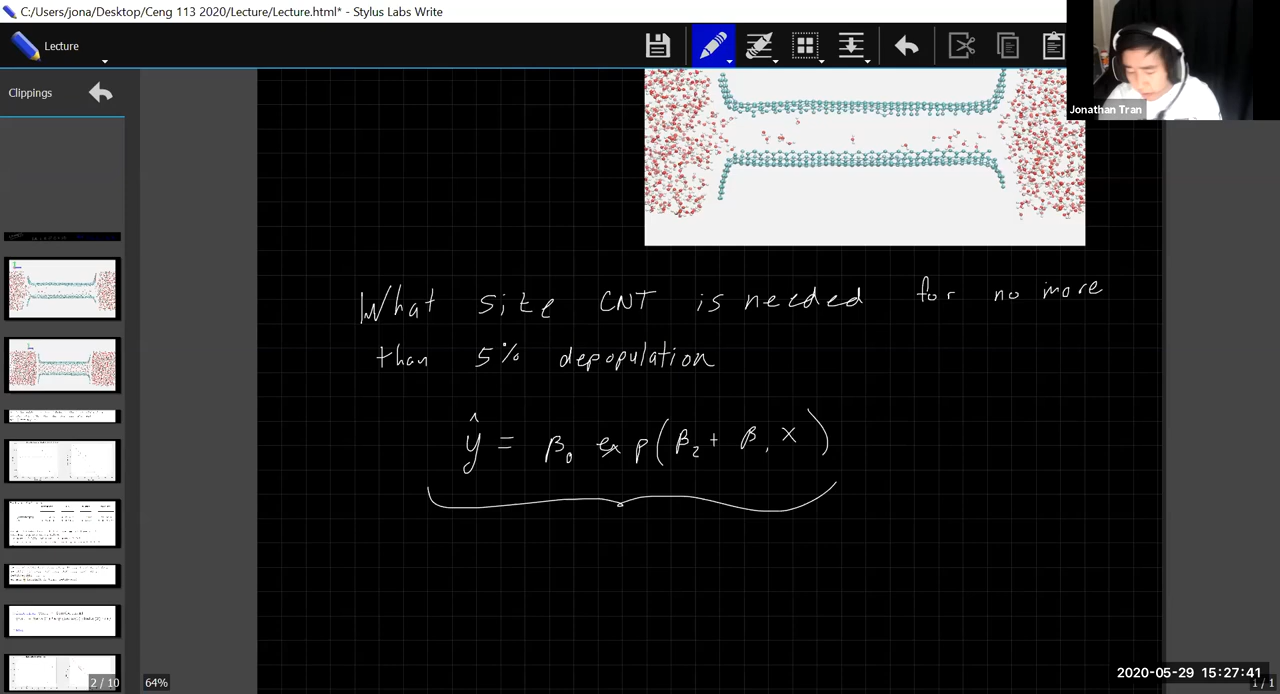 C:/Users/jona/Desktop/Ceng 113 2020/Lecture/Lecture.html* - Stylus Labs Write
Lecture
Clippings
Jonathan Tran
What size CNT is needed for no more
than 5% depopulation
ŷ = β₀ exp(β₂ + β₁ x)
2020-05-29 15:27:41
2 / 10
64%
1 / 1